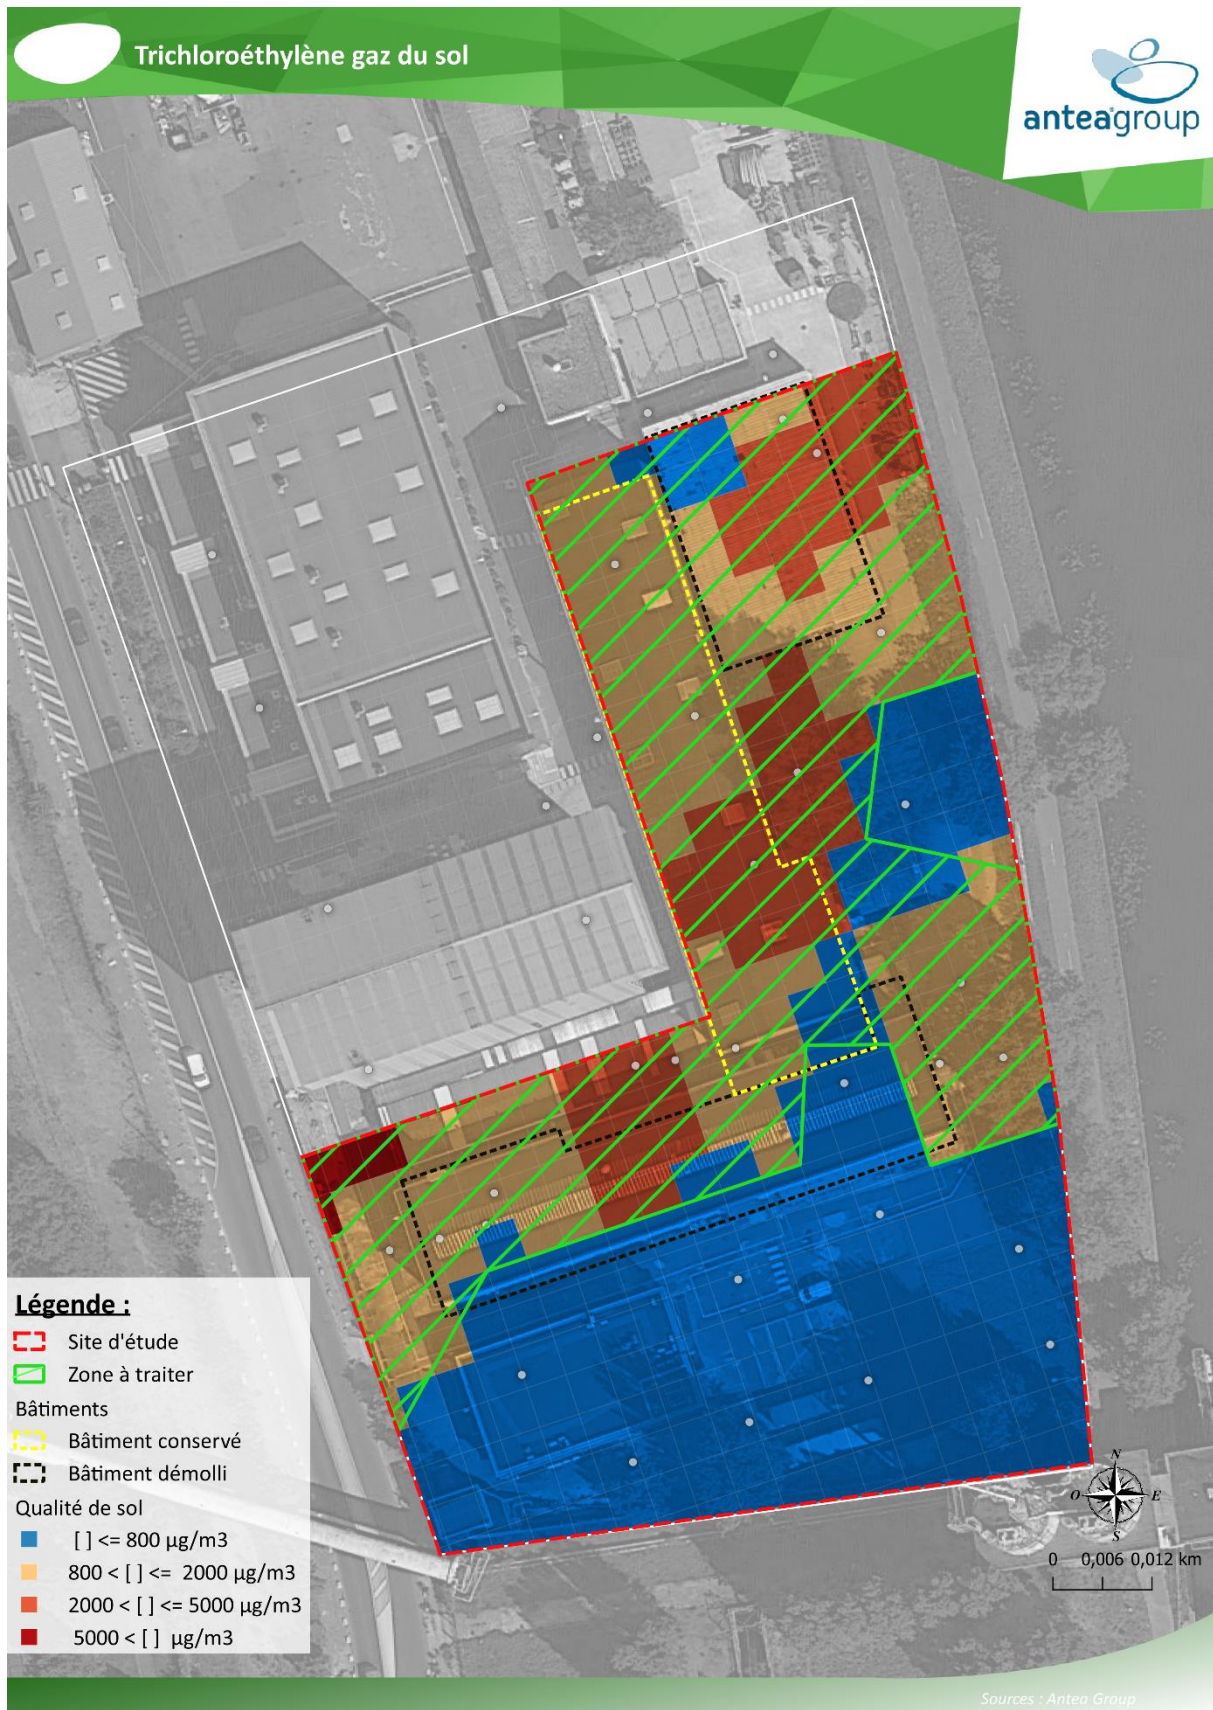 Trichloroéthylène gaz du sol
anteagroup
Légende :
Site d'étude
Zone à traiter
Bâtiments
Bâtiment conservé
Bâtiment démolli
Qualité de sol
[ ] <= 800 µg/m3
800 < [ ] <= 2000 µg/m3
2000 < [ ] <= 5000 µg/m3
5000 < [ ] µg/m3
N
O E
S
0 0,006 0,012 km
Sources : Antea Group